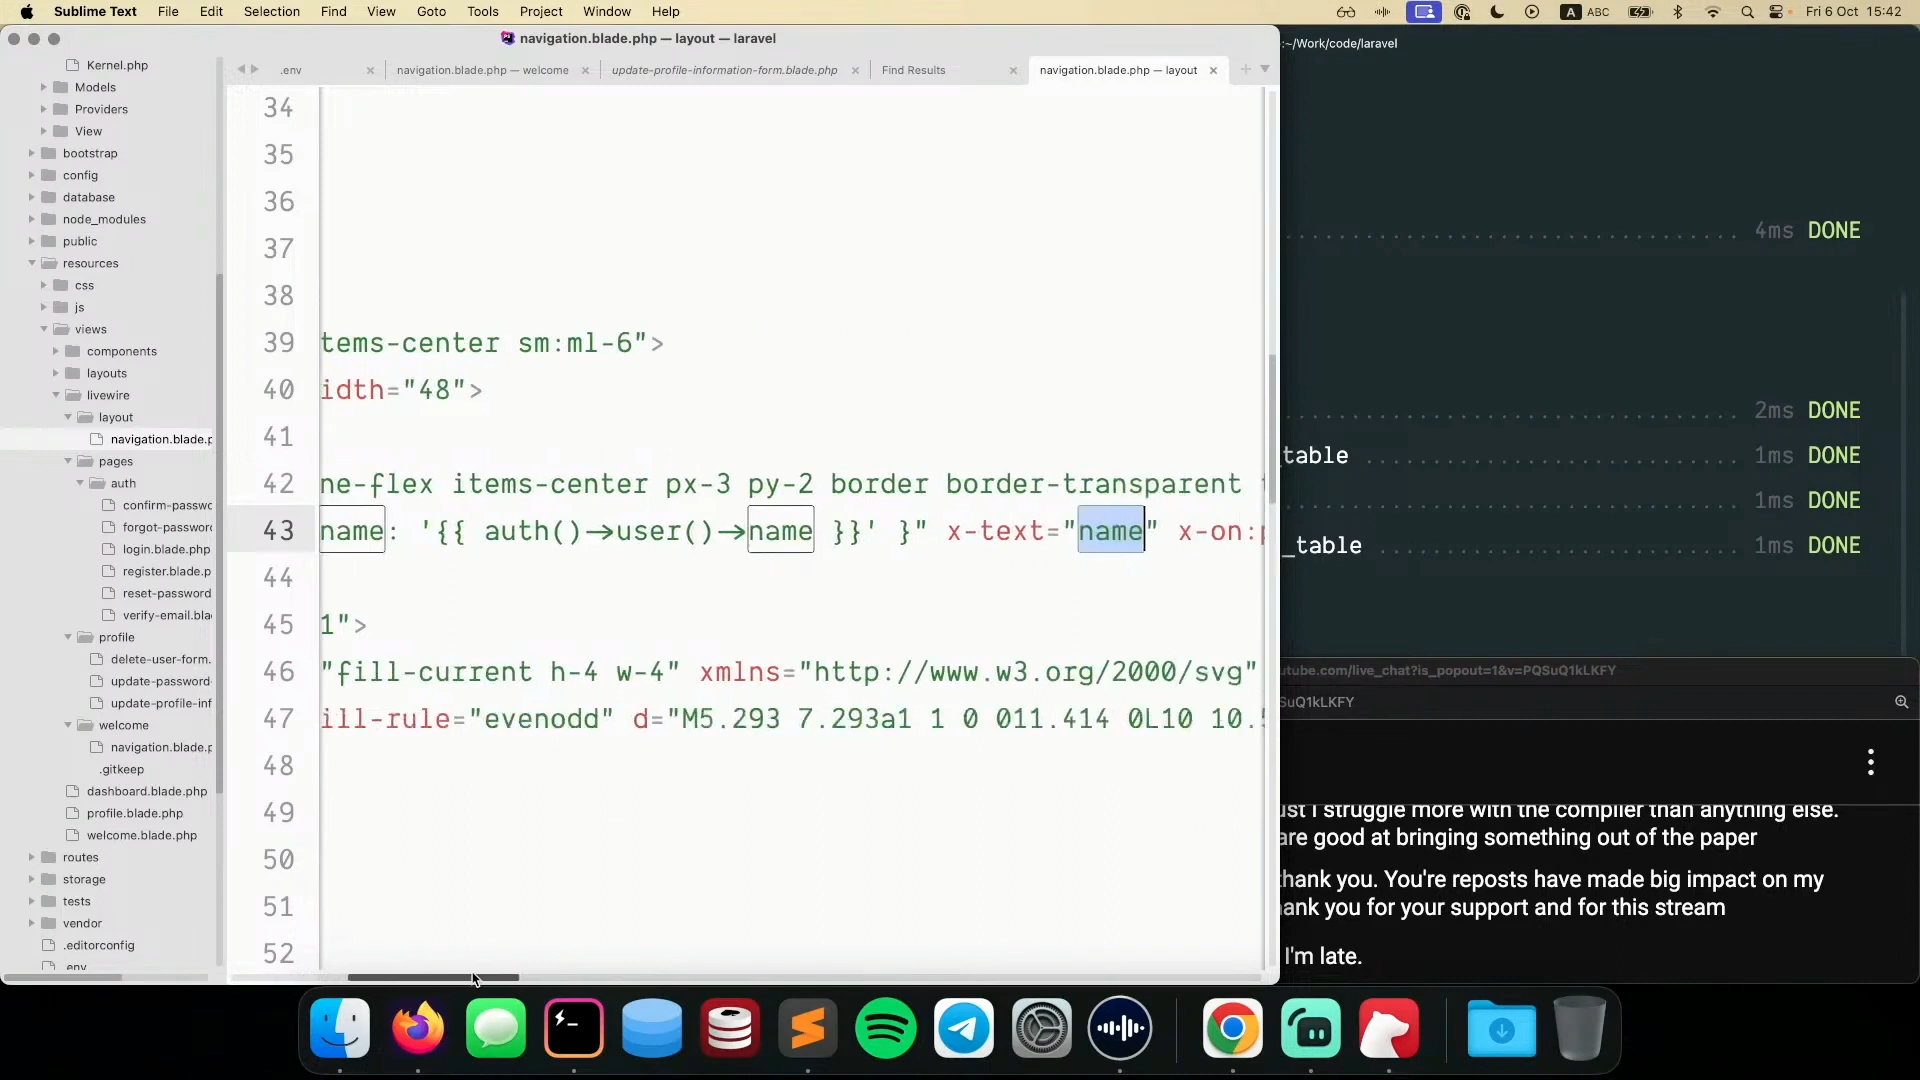 Sublime Text File Edit Selection Find View Goto Tools Project Window Help
A ABC Fri 6 Oct 15:42
navigation.blade.php — layout — laravel
:~/Work/code/laravel
.env navigation.blade.php — welcome update-profile-information-form.blade.php Find Results navigation.blade.php — layout
Kernel.php
Models
Providers
View
bootstrap
config
database
node_modules
public
resources
css
js
views
components
layouts
livewire
layout
navigation.blade.p
pages
auth
confirm-passwo
forgot-password
login.blade.php
register.blade.p
reset-password
verify-email.bla
profile
delete-user-form.
update-password-
update-profile-inf
welcome
navigation.blade.p
.gitkeep
dashboard.blade.php
profile.blade.php
welcome.blade.php
routes
storage
tests
vendor
.editorconfig
.env
34
35
36
37
38
39 tems-center sm:ml-6">
40 idth="48">
41
42 ne-flex items-center px-3 py-2 border border-transparent
43 name: '{{ auth()->user()->name }}' }" x-text="name" x-on:
44
45 1">
46 "fill-current h-4 w-4" xmlns="http://www.w3.org/2000/svg"
47 ill-rule="evenodd" d="M5.293 7.293a1 1 0 011.414 0L10 10.
48
49
50
51
52
4ms DONE
2ms DONE
table 1ms DONE
1ms DONE
_table 1ms DONE
utube.com/live_chat?is_popout=1&v=PQSuQ1kLKFY
SuQ1kLKFY
ust I struggle more with the compiler than anything else.
are good at bringing something out of the paper
thank you. You're reposts have made big impact on my
ank you for your support and for this stream
I'm late.